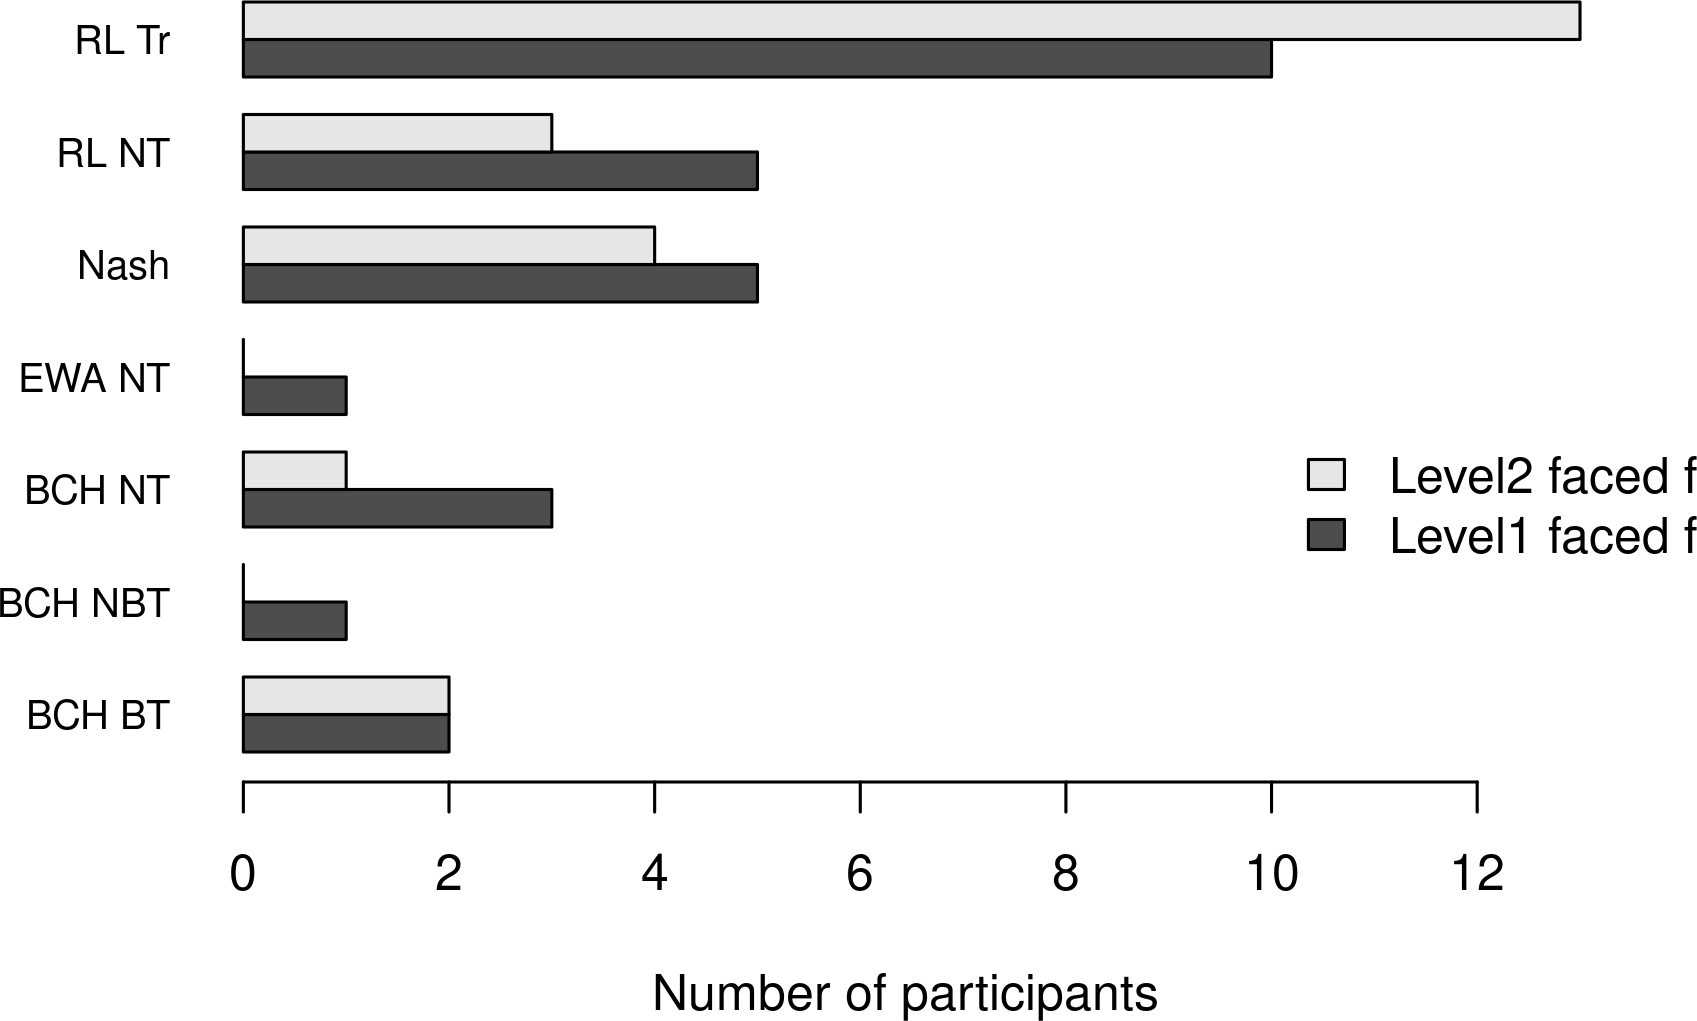 RL Tr
RL NT
Nash
EWA NT
BCH NT
Level2 faced f
Level1 faced f
BCH NBT
BCH BT
0 2 4 6 8 10 12
Number of participants